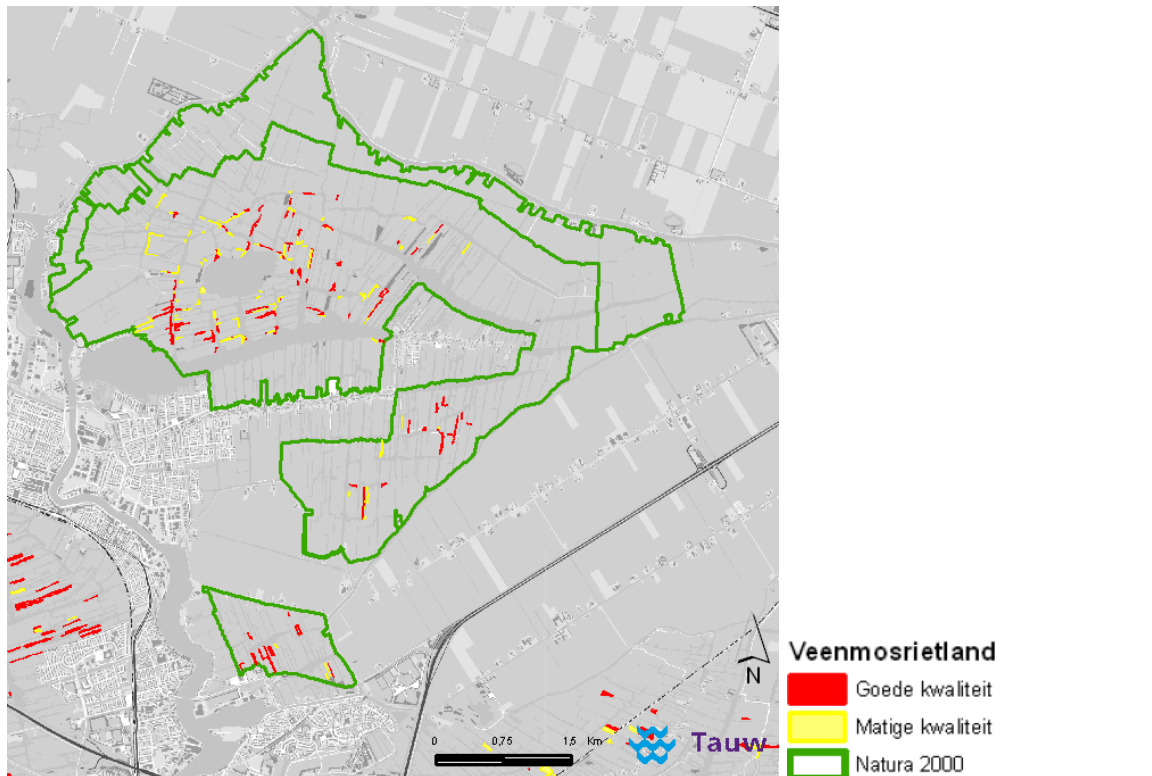 N
0 0,75 1,5 Km
Tauw
Veenmosrietland
Goede kwaliteit
Matige kwaliteit
Natura 2000